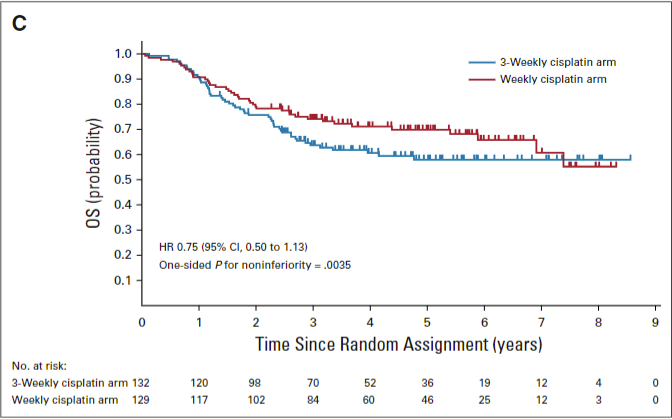 C
1.0
0.9
0.8
0.7
0.6
0.5
0.4
0.3
0.2
0.1
OS (probability)
3-Weekly cisplatin arm
Weekly cisplatin arm
HR 0.75 (95% CI, 0.50 to 1.13)
One-sided P for noninferiority = .0035
0 1 2 3 4 5 6 7 8 9
Time Since Random Assignment (years)
No. at risk:
3-Weekly cisplatin arm 132 120 98 70 52 36 19 12 4 0
Weekly cisplatin arm 129 117 102 84 60 46 25 12 3 0